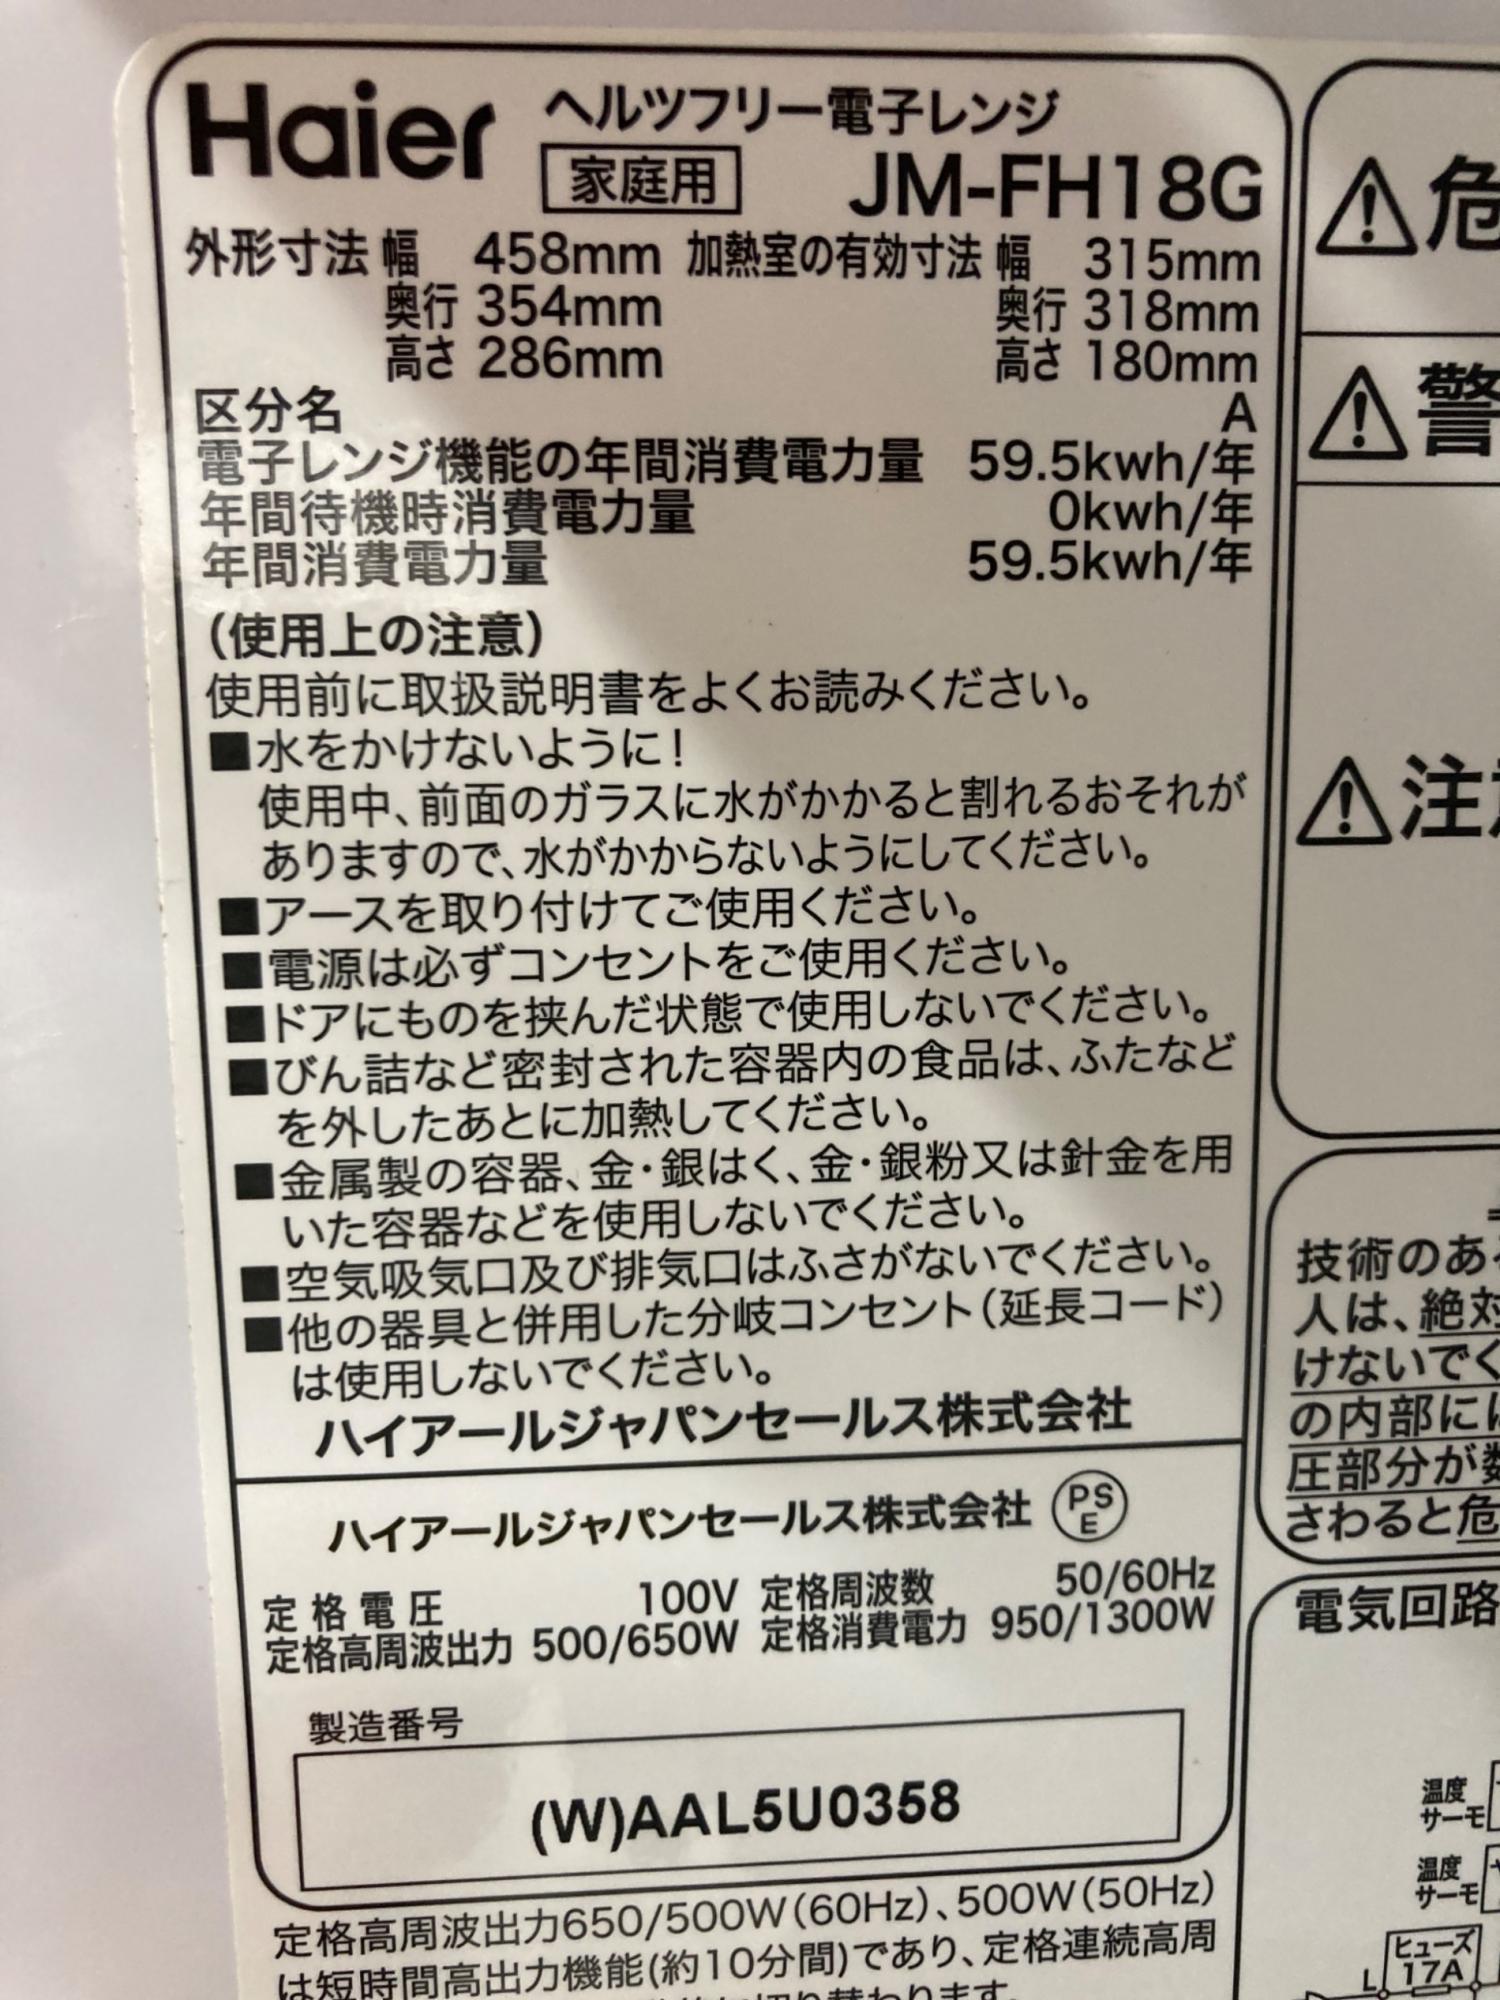 Haier
ヘルツフリー電子レンジ
家庭用 JM-FH18G
外形寸法 幅 458mm 加熱室の有効寸法 幅 315mm
奥行 354mm 奥行 318mm
高さ 286mm 高さ 180mm
区分名 A
電子レンジ機能の年間消費電力量 59.5kwh/年
年間待機時消費電力量 0kwh/年
年間消費電力量 59.5kwh/年
(使用上の注意)
使用前に取扱説明書をよくお読みください。
■水をかけないように!
使用中、前面のガラスに水がかかると割れるおそれが
ありますので、水がかからないようにしてください。
■アースを取り付けてご使用ください。
■電源は必ずコンセントをご使用ください。
■ドアにものを挟んだ状態で使用しないでください。
■びん詰など密封された容器内の食品は、ふたなど
を外したあとに加熱してください。
■金属製の容器、金・銀はく、金・銀粉又は針金を用
いた容器などを使用しないでください。
■空気吸気口及び排気口はふさがないでください。
■他の器具と併用した分岐コンセント(延長コード)
は使用しないでください。
ハイアールジャパンセールス株式会社
ハイアールジャパンセールス株式会社 PSE
定格電圧 100V 定格周波数 50/60Hz
定格高周波出力 500/650W 定格消費電力 950/1300W
製造番号
(W)AAL5U0358
定格高周波出力650/500W(60Hz)、500W(50Hz)
は短時間高出力機能(約10分間)であり、定格連続高周
切り替わります。
危
警
注
技術のあ
人は、絶対
けないでく
の内部に
圧部分が数
さわると危
電気回路
温度
サーモ
温度
サーモ
ヒューズ
17A
L